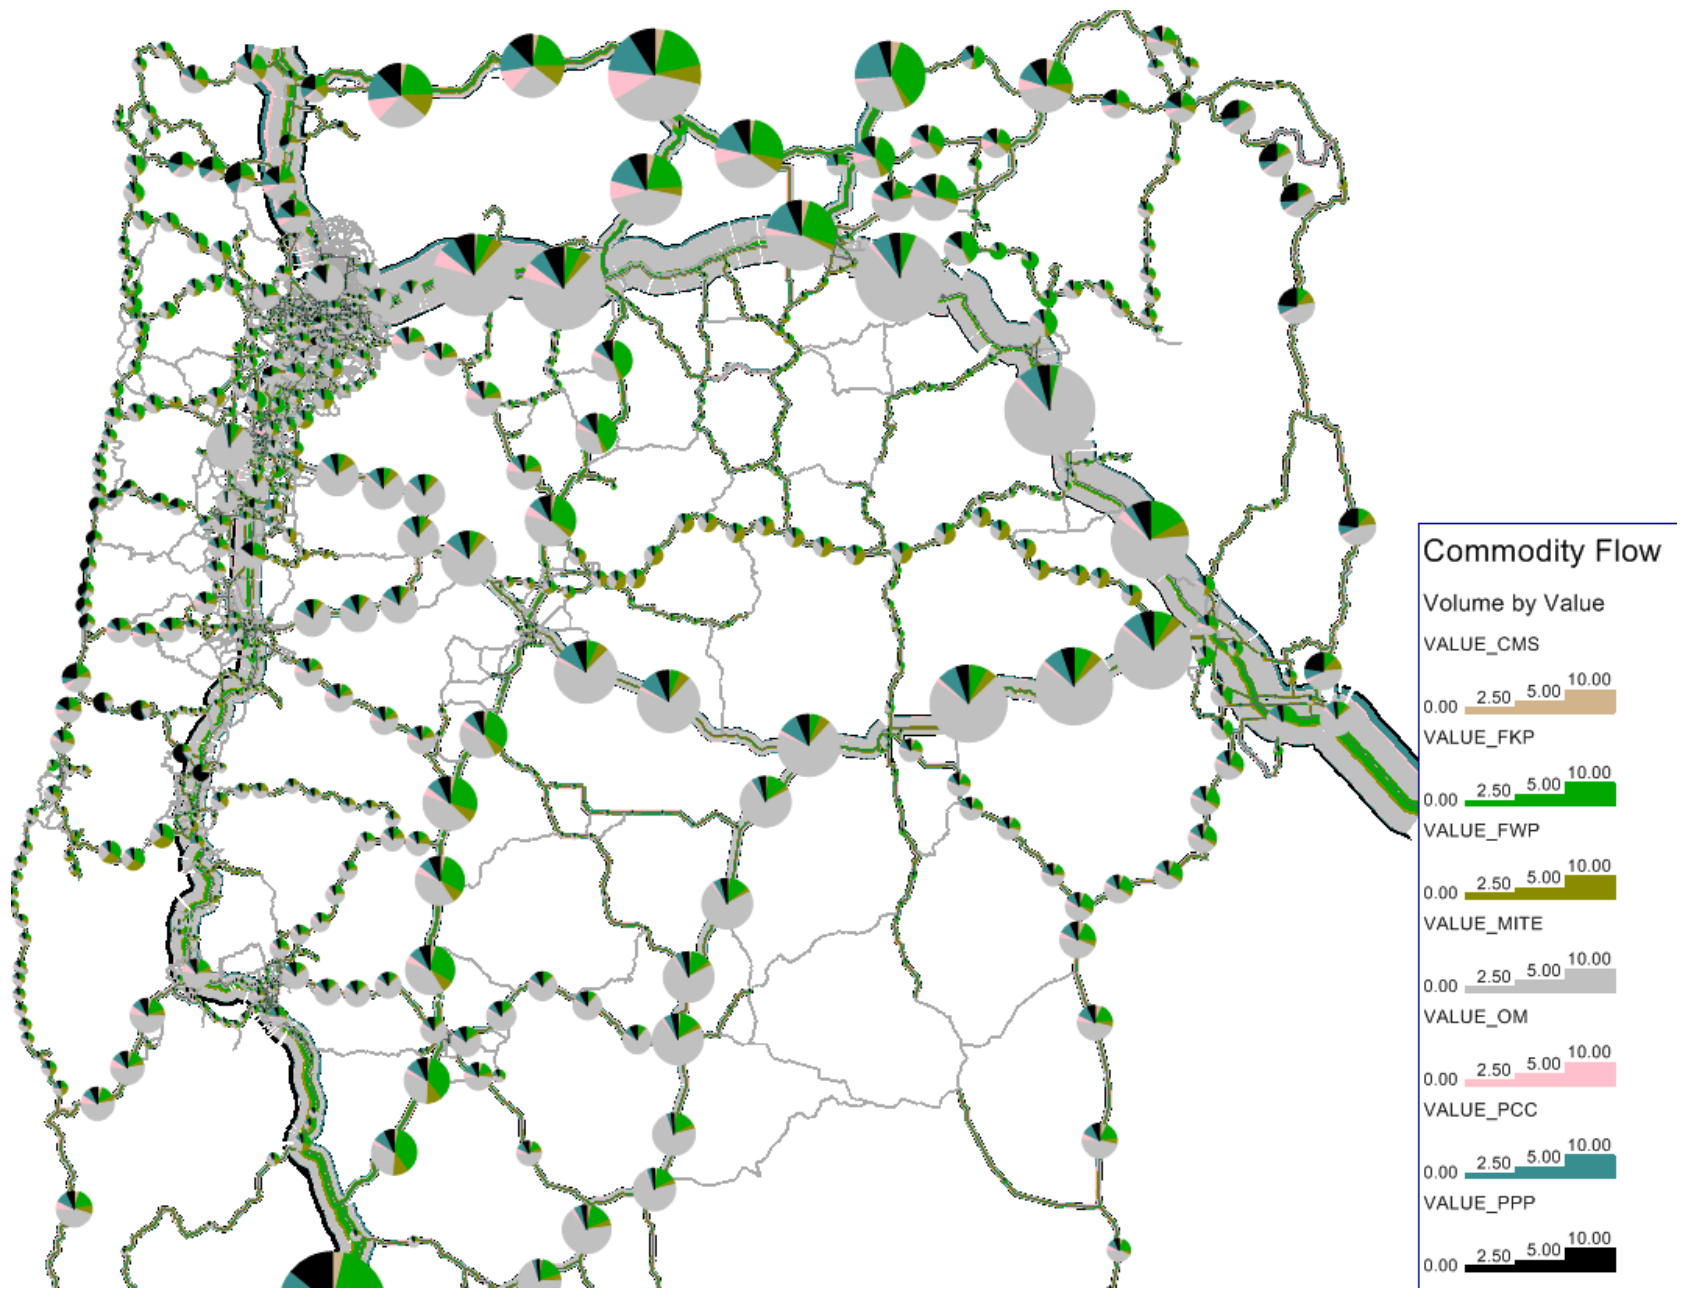 Commodity Flow
Volume by Value
VALUE_CMS
0.00 2.50 5.00 10.00
VALUE_FKP
0.00 2.50 5.00 10.00
VALUE_FWP
0.00 2.50 5.00 10.00
VALUE_MITE
0.00 2.50 5.00 10.00
VALUE_OM
0.00 2.50 5.00 10.00
VALUE_PCC
0.00 2.50 5.00 10.00
VALUE_PPP
0.00 2.50 5.00 10.00